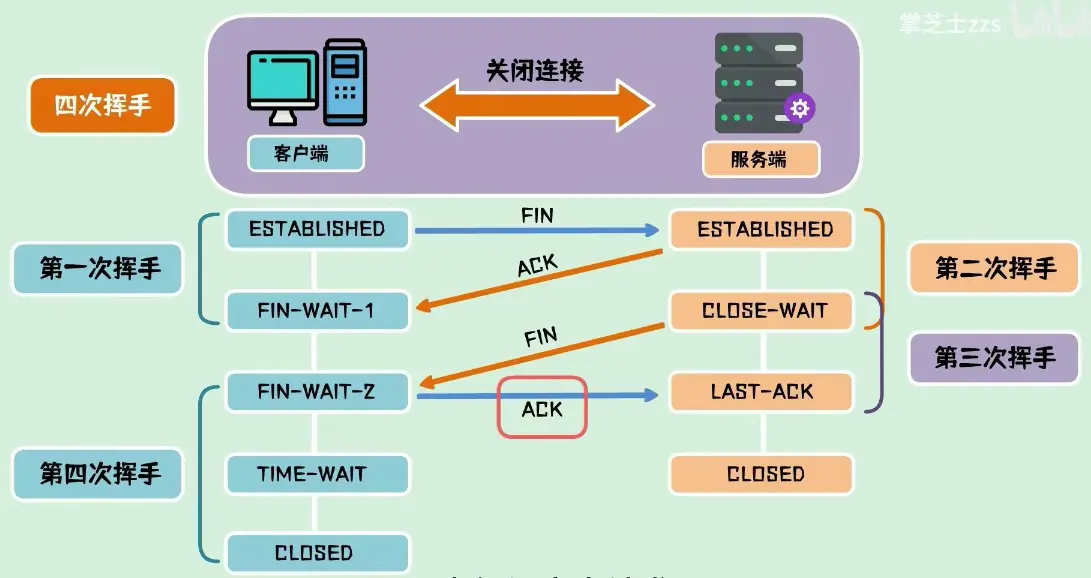 掌芝士zzs
四次挥手
关闭连接
客户端
服务端
ESTABLISHED
FIN
ESTABLISHED
第一次挥手
ACK
第二次挥手
FIN-WAIT-1
CLOSE-WAIT
FIN
第三次挥手
FIN-WAIT-2
ACK
LAST-ACK
第四次挥手
TIME-WAIT
CLOSED
CLOSED